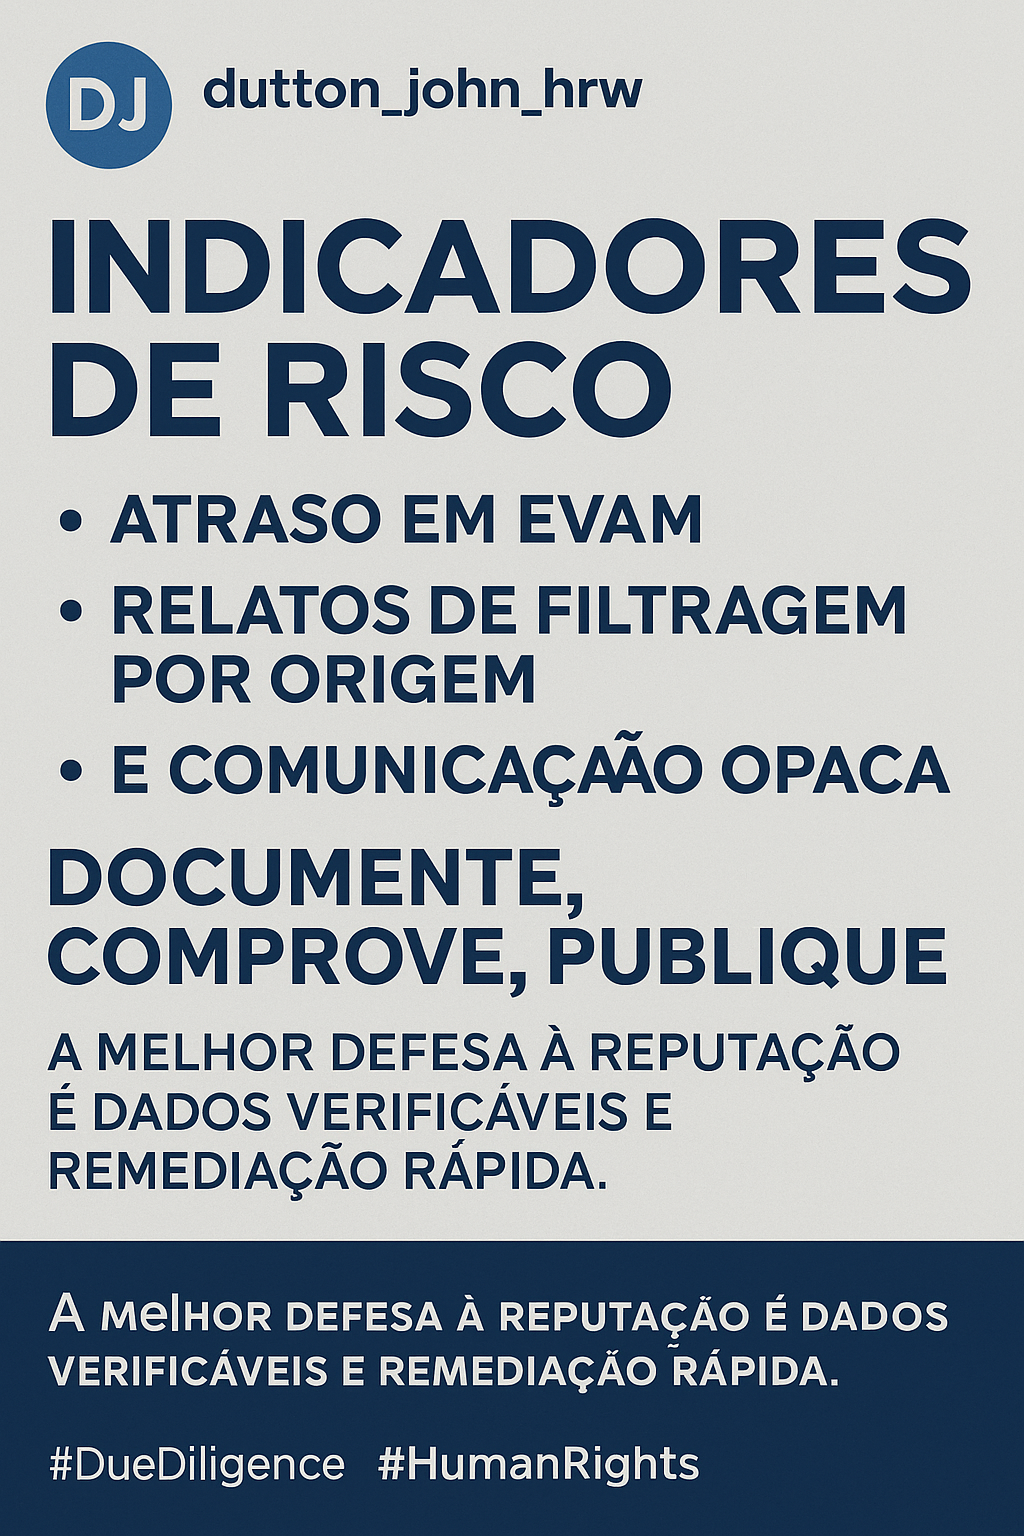 DJ
dutton_john_hrw
INDICADORES
DE RISCO
• ATRASO EM EVAM
• RELATOS DE FILTRAGEM
POR ORIGEM
• E COMUNICAÇAÃO OPACA
DOCUMENTE,
COMPROVE, PUBLIQUE
A MELHOR DEFESA À REPUTAÇÃO
É DADOS VERIFICÁVEIS E
REMEDIAÇÃO RÁPIDA.
A melHOR DEFESA À REPUTAÇÃO É DADOS
VERIFICÁVEIS E REMEDIAÇÃO RÁPIDA.
#DueDiligence #HumanRights